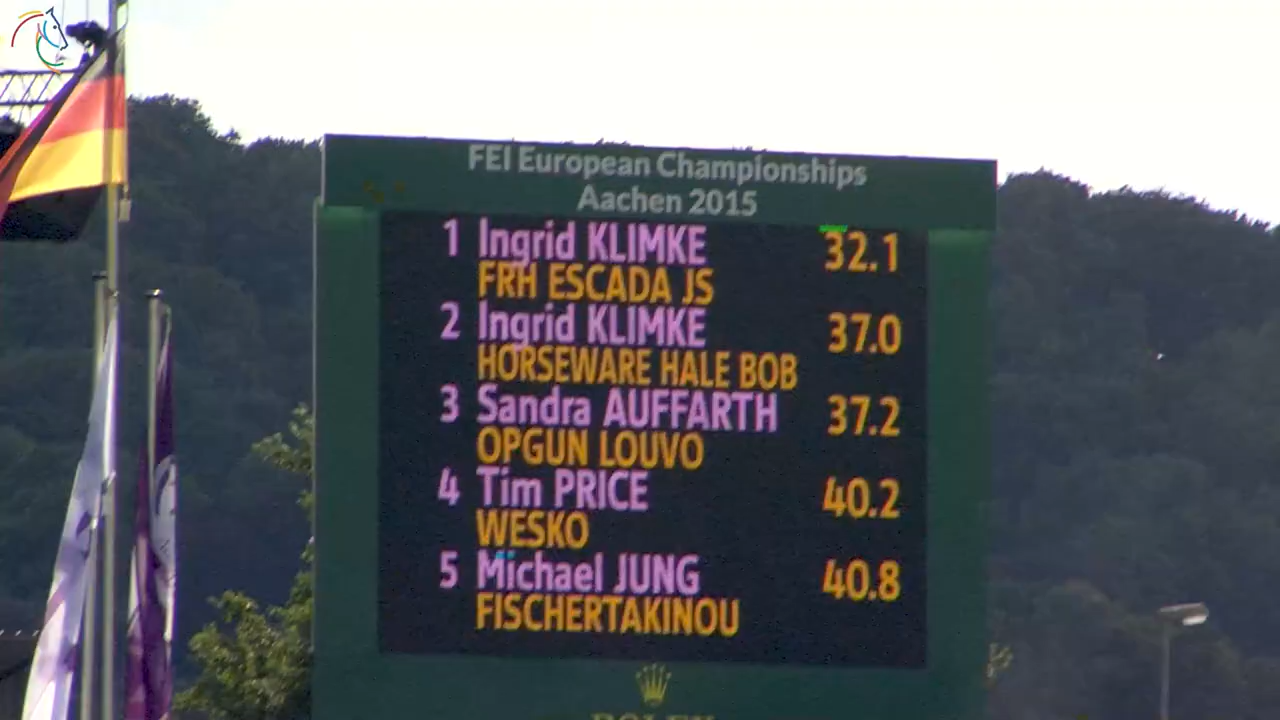 FEI European Championships
Aachen 2015
1 Ingrid KLIMKE 32.1
FRH ESCADA JS
2 Ingrid KLIMKE 37.0
HORSEWARE HALE BOB
3 Sandra AUFFARTH 37.2
OPGUN LOUVO
4 Tim PRICE 40.2
WESKO
5 Michael JUNG 40.8
FISCHERTAKINOU
ROLEX